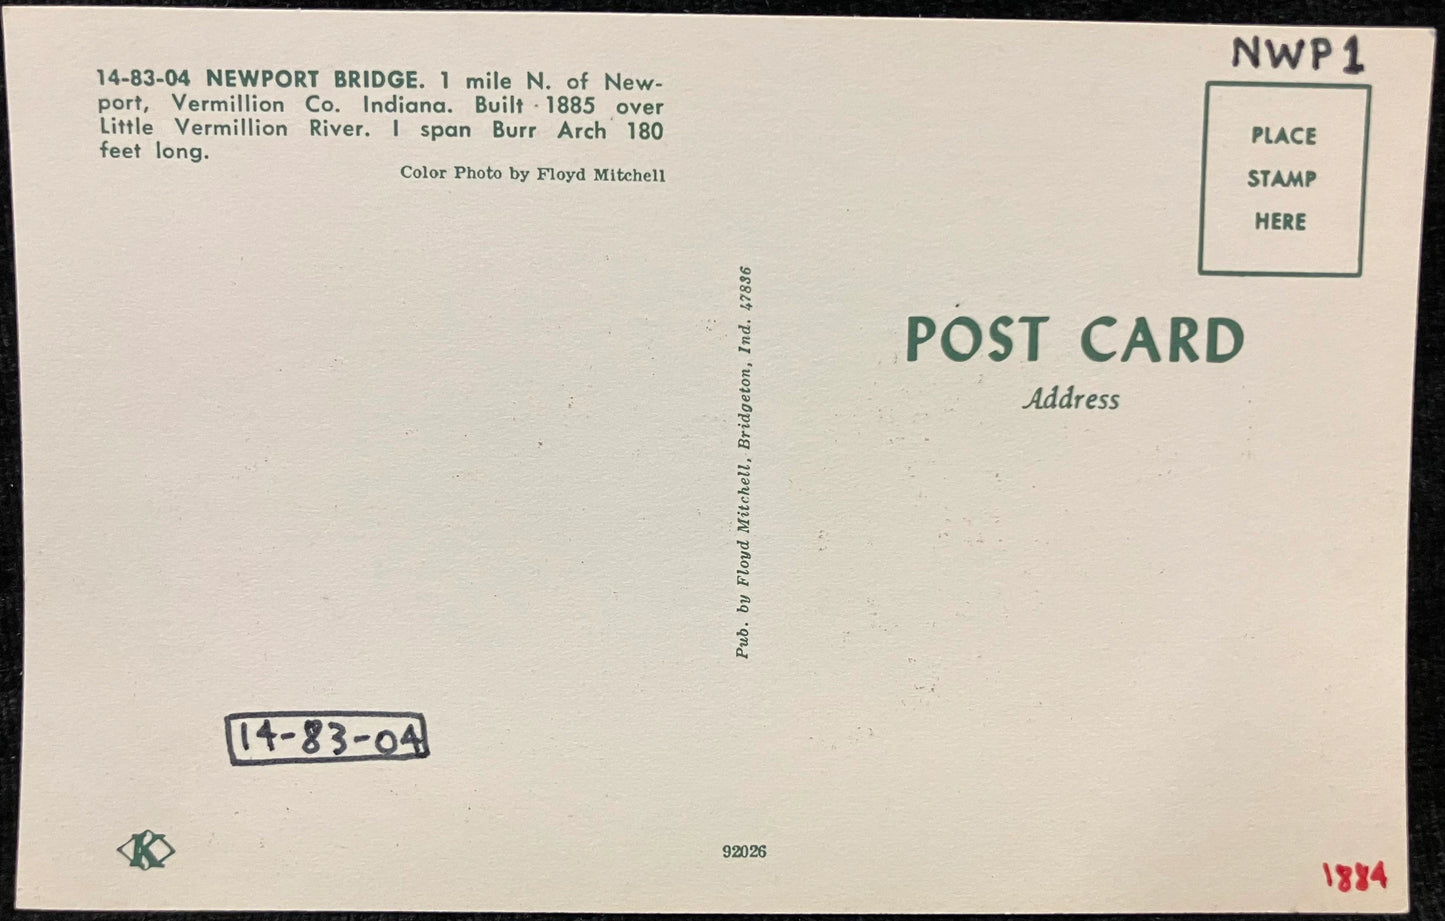 NWP1
14-83-04 NEWPORT BRIDGE. 1 mile N. of New-
port, Vermillion Co. Indiana. Built 1885 over
Little Vermillion River. I span Burr Arch 180
feet long.
Color Photo by Floyd Mitchell
PLACE
STAMP
HERE
Pub. by Floyd Mitchell, Bridgeton, Ind. 47836
POST CARD
Address
14-83-04
K
92026
1884